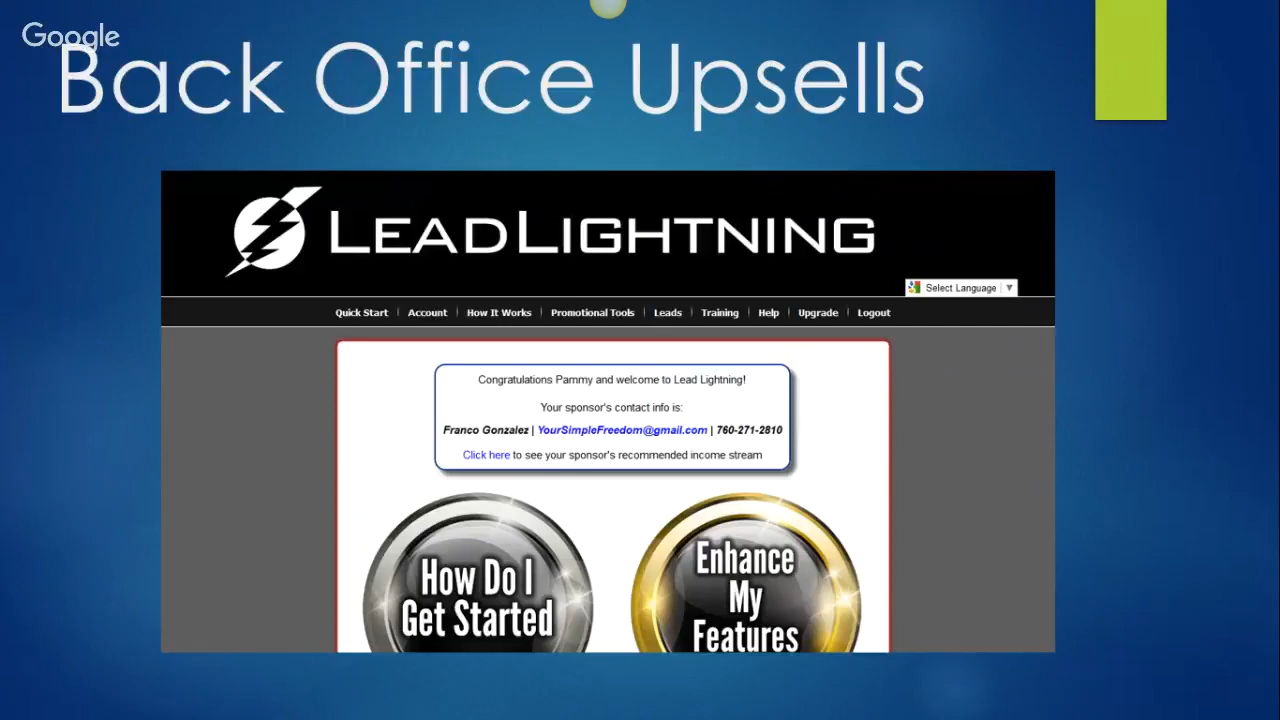 Google
Back Office Upsells
LEADLIGHTNING
Select Language ▼
Quick Start | Account | How It Works | Promotional Tools | Leads | Training | Help | Upgrade | Logout
Congratulations Pammy and welcome to Lead Lightning!
Your sponsor's contact info is:
Franco Gonzalez | YourSimpleFreedom@gmail.com | 760-271-2810
Click here to see your sponsor's recommended income stream
How Do I
Get Started
Enhance
My
Features